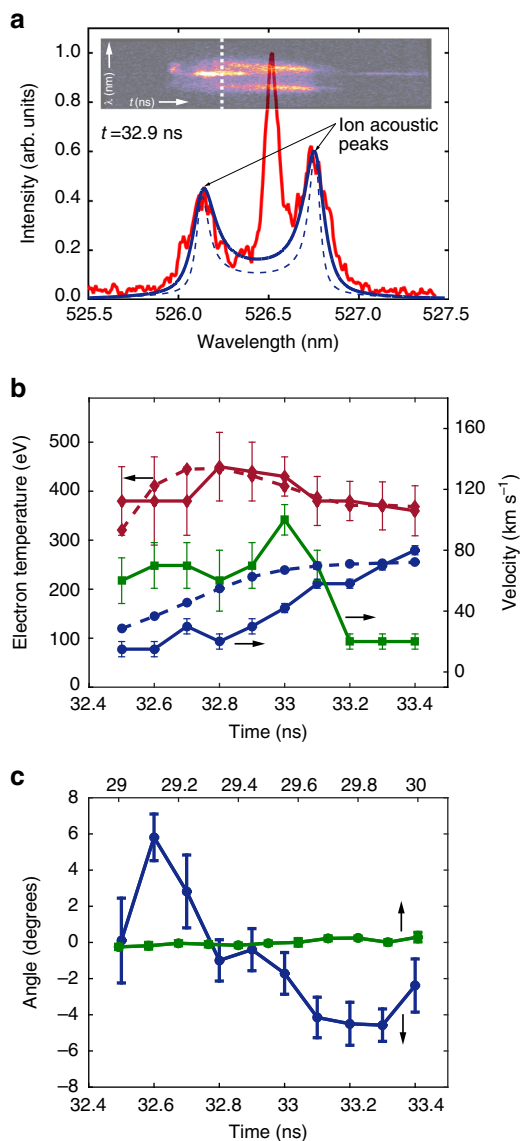 a
1.0
0.8
0.6
0.4
0.2
0.0
Intensity (arb. units)
λ (nm)
t (ns)
t =32.9 ns
Ion acoustic
peaks
525.5 526.0 526.5 527.0 527.5
Wavelength (nm)
b
500
400
300
200
100
0
Electron temperature (eV)
160
120
80
40
0
Velocity (km s⁻¹)
32.4 32.6 32.8 33 33.2 33.4
Time (ns)
c
29 29.2 29.4 29.6 29.8 30
8
6
4
2
0
−2
−4
−6
−8
Angle (degrees)
32.4 32.6 32.8 33 33.2 33.4
Time (ns)